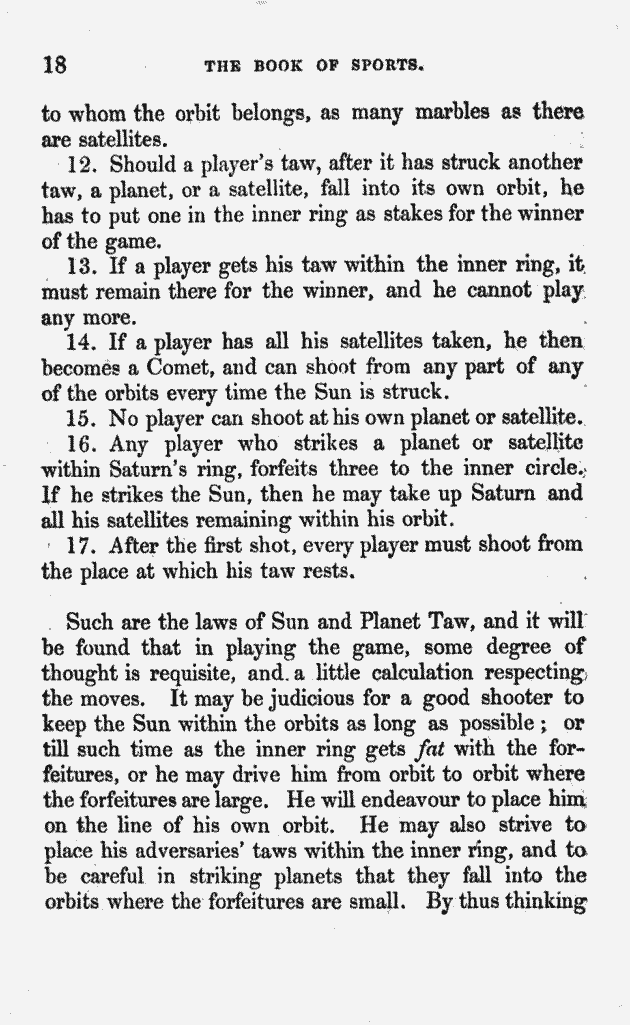 18 THE BOOK OF SPORTS.
to whom the orbit belongs, as many marbles as there
are satellites.
12. Should a player's taw, after it has struck another
taw, a planet, or a satellite, fall into its own orbit, he
has to put one in the inner ring as stakes for the winner
of the game.
13. If a player gets his taw within the inner ring, it
must remain there for the winner, and he cannot play
any more.
14. If a player has all his satellites taken, he then
becomes a Comet, and can shoot from any part of any
of the orbits every time the Sun is struck.
15. No player can shoot at his own planet or satellite.
16. Any player who strikes a planet or satellite
within Saturn's ring, forfeits three to the inner circle.
If he strikes the Sun, then he may take up Saturn and
all his satellites remaining within his orbit.
17. After the first shot, every player must shoot from
the place at which his taw rests.
Such are the laws of Sun and Planet Taw, and it will
be found that in playing the game, some degree of
thought is requisite, and a little calculation respecting
the moves. It may be judicious for a good shooter to
keep the Sun within the orbits as long as possible; or
till such time as the inner ring gets fat with the for-
feitures, or he may drive him from orbit to orbit where
the forfeitures are large. He will endeavour to place him
on the line of his own orbit. He may also strive to
place his adversaries' taws within the inner ring, and to
be careful in striking planets that they fall into the
orbits where the forfeitures are small. By thus thinking